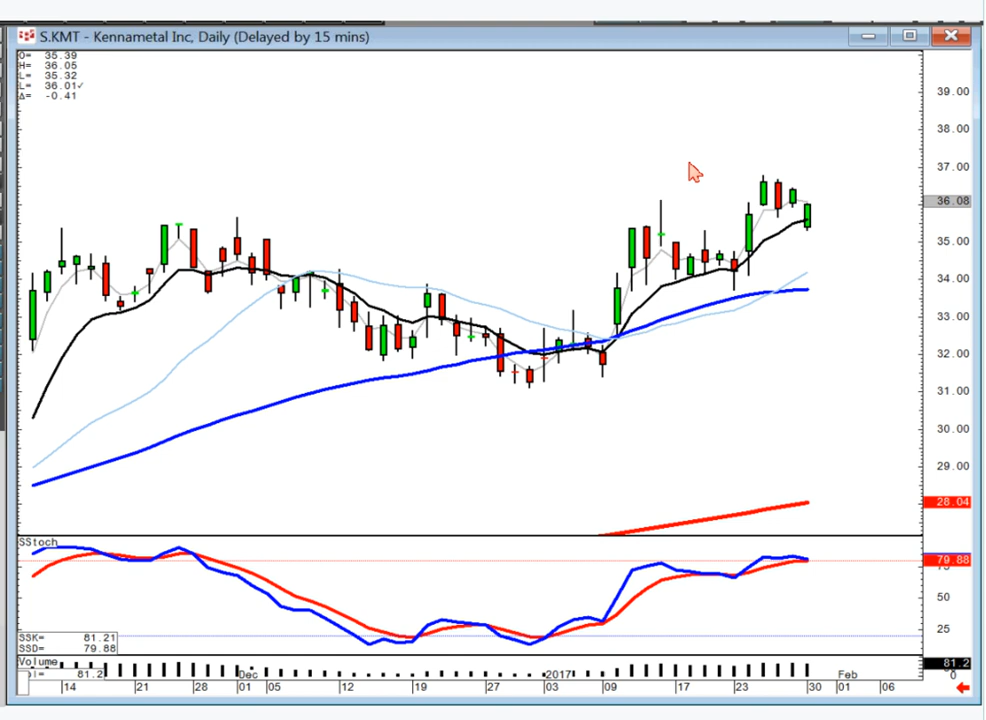 S.KMT - Kennametal Inc, Daily (Delayed by 15 mins)
O= 35.39
H= 36.05
L= 35.32
L= 36.01✓
Δ= -0.41
39.00
38.00
37.00
36.08
35.00
34.00
33.00
32.00
31.00
30.00
29.00
28.04
SStoch
79.88
50
25
SSK= 81.21
SSD= 79.88
Volume
81.2
81.2
0
14 21 28 Dec 01 05 12 19 27 2017 03 09 17 23 30 Feb 01 06